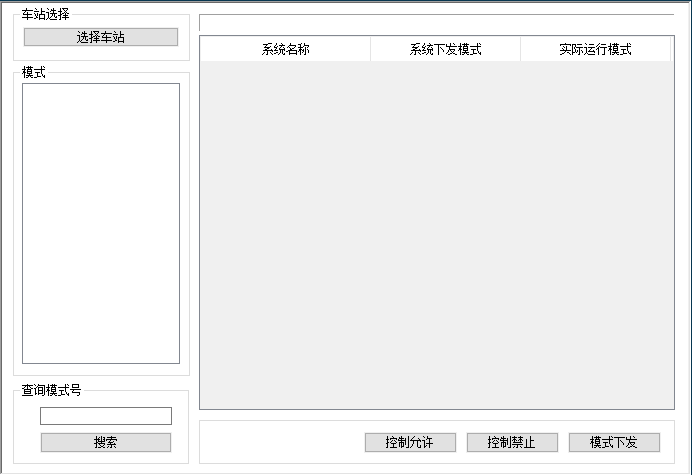 车站选择
选择车站
模式
查询模式号
搜索
系统名称 系统下发模式 实际运行模式
控制允许 控制禁止 模式下发